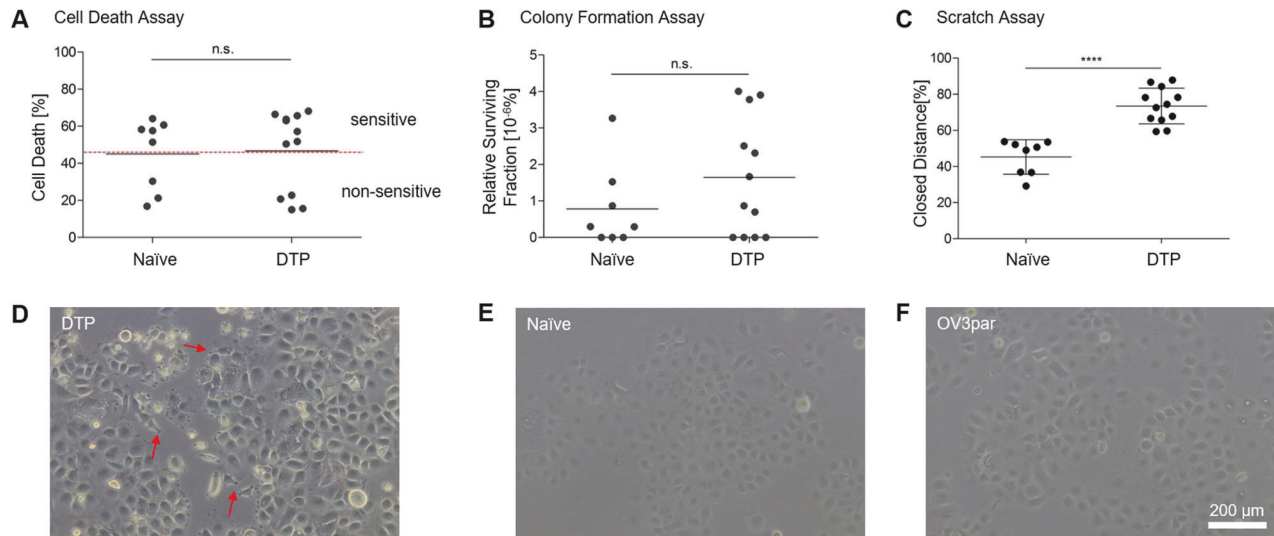 A Cell Death Assay
n.s.
100
80
60
40
20
0
Cell Death [%]
sensitive
non-sensitive
Naïve
DTP
B Colony Formation Assay
n.s.
5
4
3
2
1
0
Relative Surviving
Fraction [10⁻⁶%]
Naïve
DTP
C Scratch Assay
****
100
80
60
40
20
0
Closed Distance[%]
Naïve
DTP
D
DTP
E
Naïve
F
OV3par
200 µm